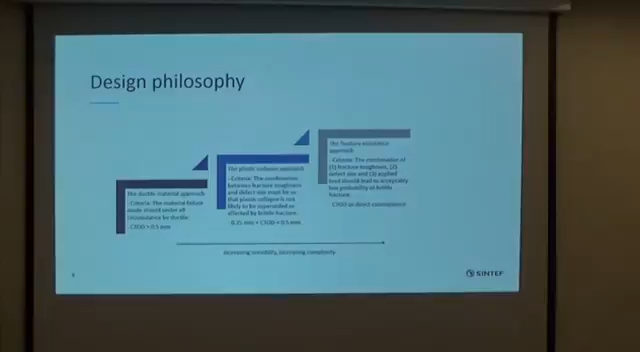 Design philosophy
The ductile material approach
- Criteria: The material failure
mode should under all
circumstance be ductile
- CTOD > 0.5 mm
The plastic collapse approach
- Criteria: The combination
between fracture toughness
and defect size must be so
that plastic collapse is not
likely to be superseded or
affected by brittle fracture.
- 0.25 mm < CTOD < 0.5 mm
The fracture resistance
approach
- Criteria: The combination of
(1) fracture toughness, (2)
defect size and (3) applied
load should lead to acceptably
low probability of brittle
fracture.
- CTOD as direct consequence
Increasing sensibility, increasing complexity
SINTEF